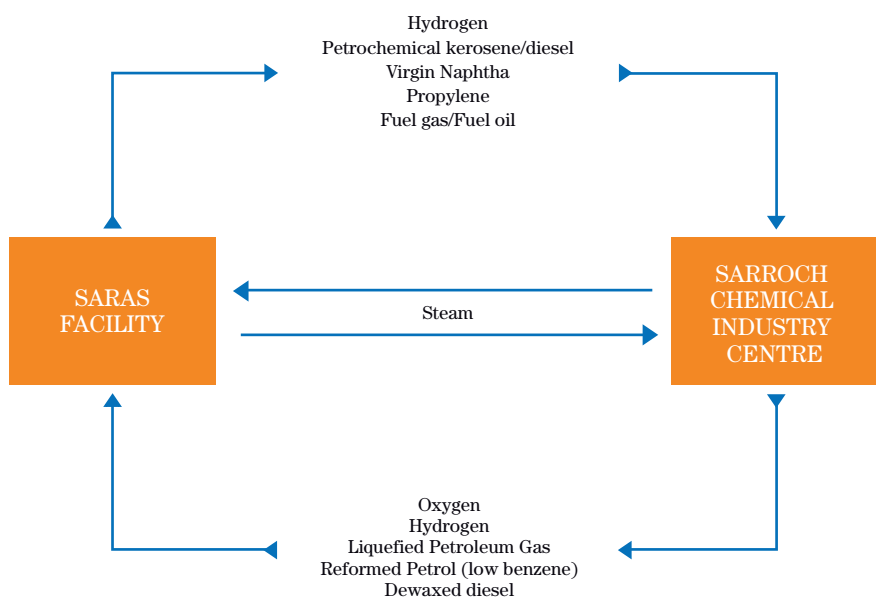 Hydrogen
Petrochemical kerosene/diesel
Virgin Naphtha
Propylene
Fuel gas/Fuel oil
SARAS
FACILITY
Steam
SARROCH
CHEMICAL
INDUSTRY
CENTRE
Oxygen
Hydrogen
Liquefied Petroleum Gas
Reformed Petrol (low benzene)
Dewaxed diesel